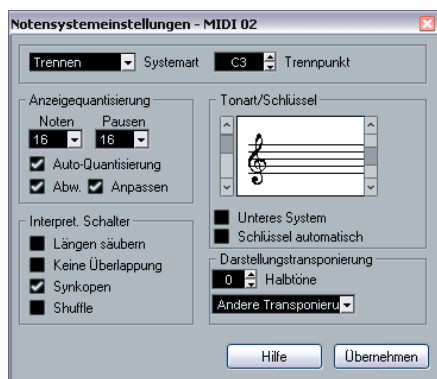 Notensystemeinstellungen - MIDI 02
Trennen Systemart C3 Trennpunkt
Anzeigequantisierung
Noten Pausen
16 16
Auto-Quantisierung
Abw. Anpassen
Interpret. Schalter
Längen säubern
Keine Überlappung
Synkopen
Shuffle
Tonart/Schlüssel
Unteres System
Schlüssel automatisch
Darstellungstransponierung
0 Halbtöne
Andere Transponieru
Hilfe Übernehmen